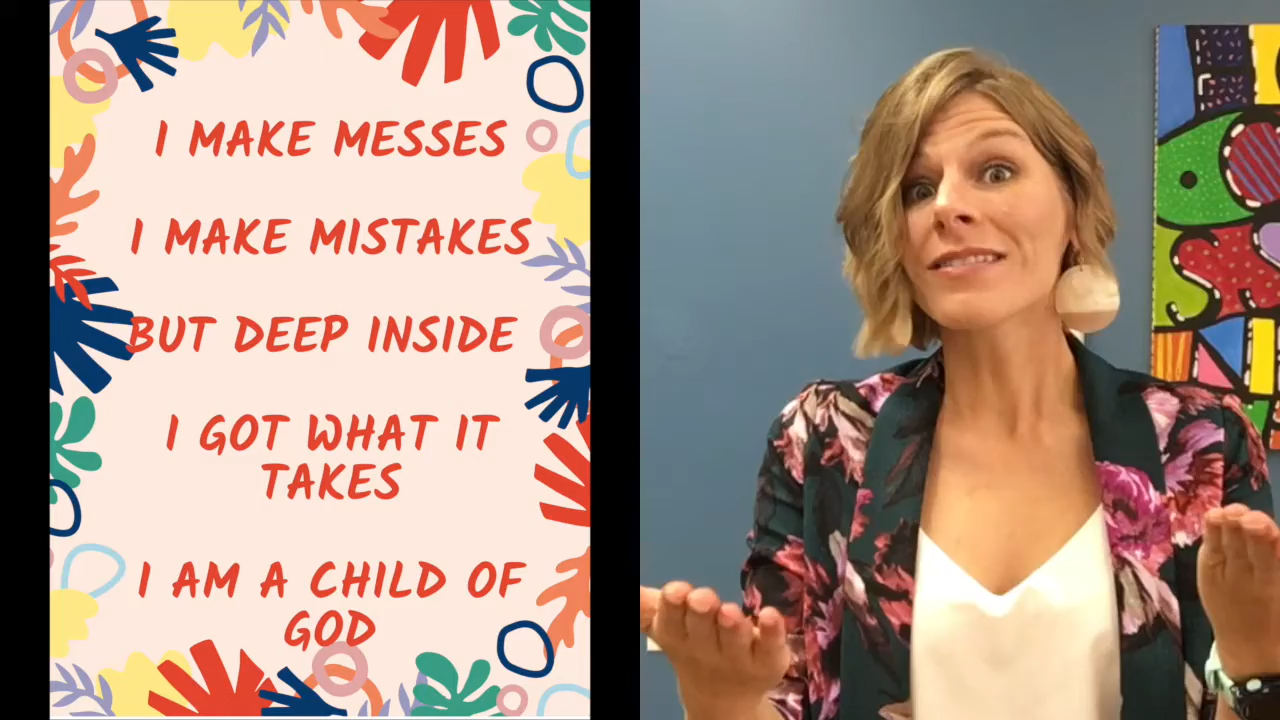 I MAKE MESSES
I MAKE MISTAKES
BUT DEEP INSIDE
I GOT WHAT IT
TAKES
I AM A CHILD OF
GOD